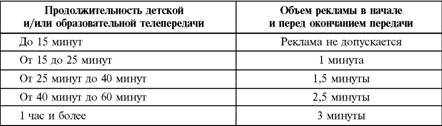 Продолжительность детской
и/или образовательной телепередачи
Объем рекламы в начале
и перед окончанием передачи
До 15 минут
Реклама не допускается
От 15 до 25 минут
1 минута
От 25 минут до 40 минут
1,5 минуты
От 40 минут до 60 минут
2,5 минуты
1 час и более
3 минуты